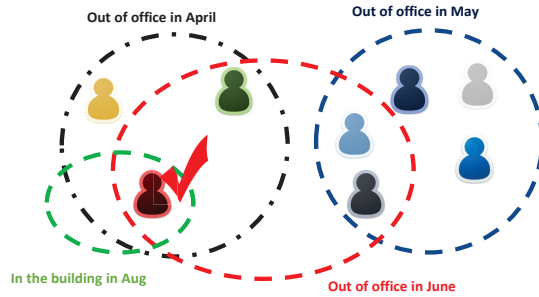 Out of office in April
Out of office in May
In the building in Aug
Out of office in June